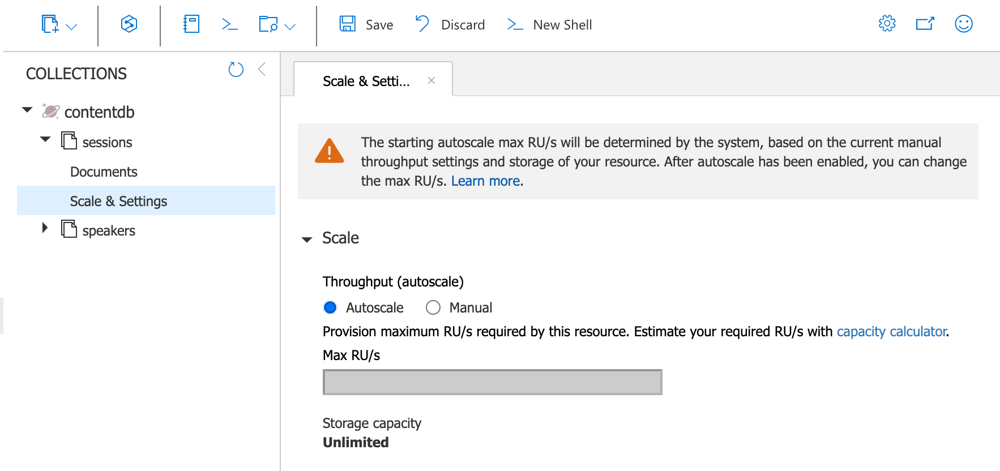 Save
Discard
New Shell
COLLECTIONS
contentdb
sessions
Documents
Scale & Settings
speakers
Scale & Setti...
The starting autoscale max RU/s will be determined by the system, based on the current manual
throughput settings and storage of your resource. After autoscale has been enabled, you can change
the max RU/s. Learn more.
Scale
Throughput (autoscale)
Autoscale
Manual
Provision maximum RU/s required by this resource. Estimate your required RU/s with capacity calculator.
Max RU/s
Storage capacity
Unlimited